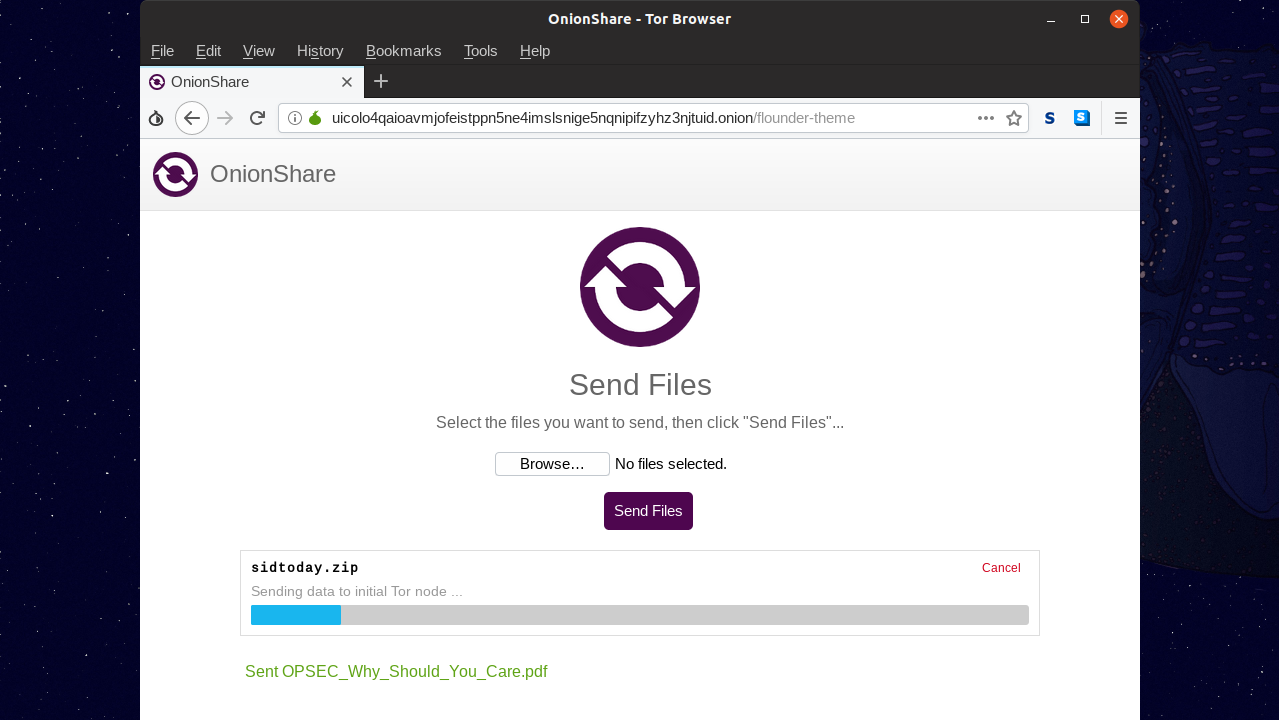 OnionShare - Tor Browser
File Edit View History Bookmarks Tools Help
OnionShare
uicolo4qaioavmjofeistppn5ne4imslsnige5nqnipifzyhz3njtuid.onion/flounder-theme
S S
OnionShare
Send Files
Select the files you want to send, then click "Send Files"...
Browse… No files selected.
Send Files
sidtoday.zip Cancel
Sending data to initial Tor node ...
Sent OPSEC_Why_Should_You_Care.pdf